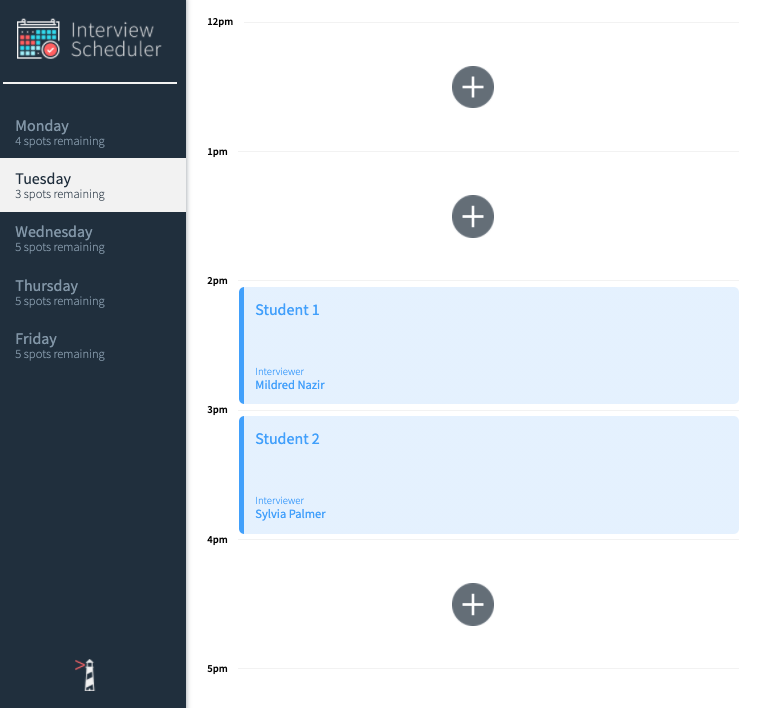 Interview
Scheduler
Monday
4 spots remaining
Tuesday
3 spots remaining
Wednesday
5 spots remaining
Thursday
5 spots remaining
Friday
5 spots remaining
12pm
1pm
2pm
Student 1
Interviewer
Mildred Nazir
3pm
Student 2
Interviewer
Sylvia Palmer
4pm
5pm